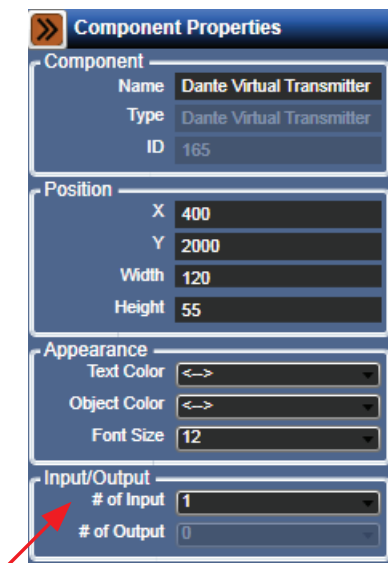 Component Properties
Component
Name Dante Virtual Transmitter
Type Dante Virtual Transmitter
ID 165
Position
X 400
Y 2000
Width 120
Height 55
Appearance
Text Color <-->
Object Color <-->
Font Size 12
Input/Output
# of Input 1
# of Output 0